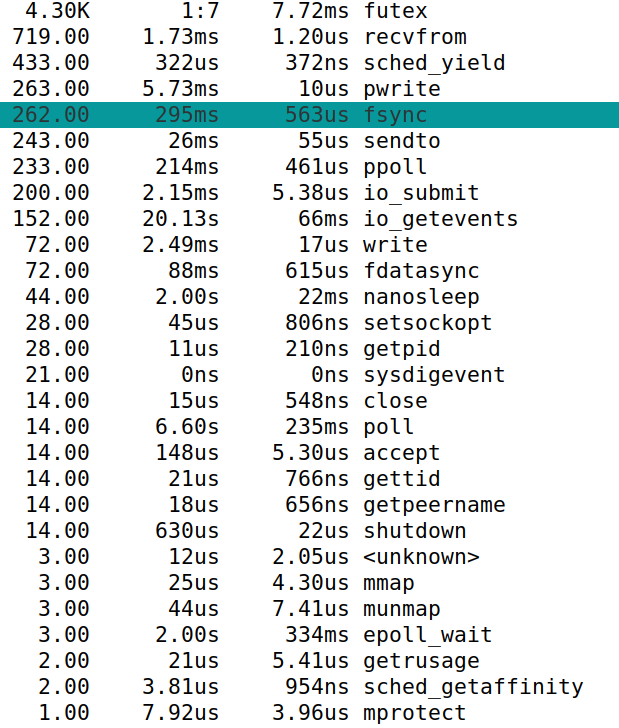 4.30K 1:7 7.72ms futex
719.00 1.73ms 1.20us recvfrom
433.00 322us 372ns sched_yield
263.00 5.73ms 10us pwrite
262.00 295ms 563us fsync
243.00 26ms 55us sendto
233.00 214ms 461us ppoll
200.00 2.15ms 5.38us io_submit
152.00 20.13s 66ms io_getevents
72.00 2.49ms 17us write
72.00 88ms 615us fdatasync
44.00 2.00s 22ms nanosleep
28.00 45us 806ns setsockopt
28.00 11us 210ns getpid
21.00 0ns 0ns sysdigevent
14.00 15us 548ns close
14.00 6.60s 235ms poll
14.00 148us 5.30us accept
14.00 21us 766ns gettid
14.00 18us 656ns getpeername
14.00 630us 22us shutdown
3.00 12us 2.05us <unknown>
3.00 25us 4.30us mmap
3.00 44us 7.41us munmap
3.00 2.00s 334ms epoll_wait
2.00 21us 5.41us getrusage
2.00 3.81us 954ns sched_getaffinity
1.00 7.92us 3.96us mprotect